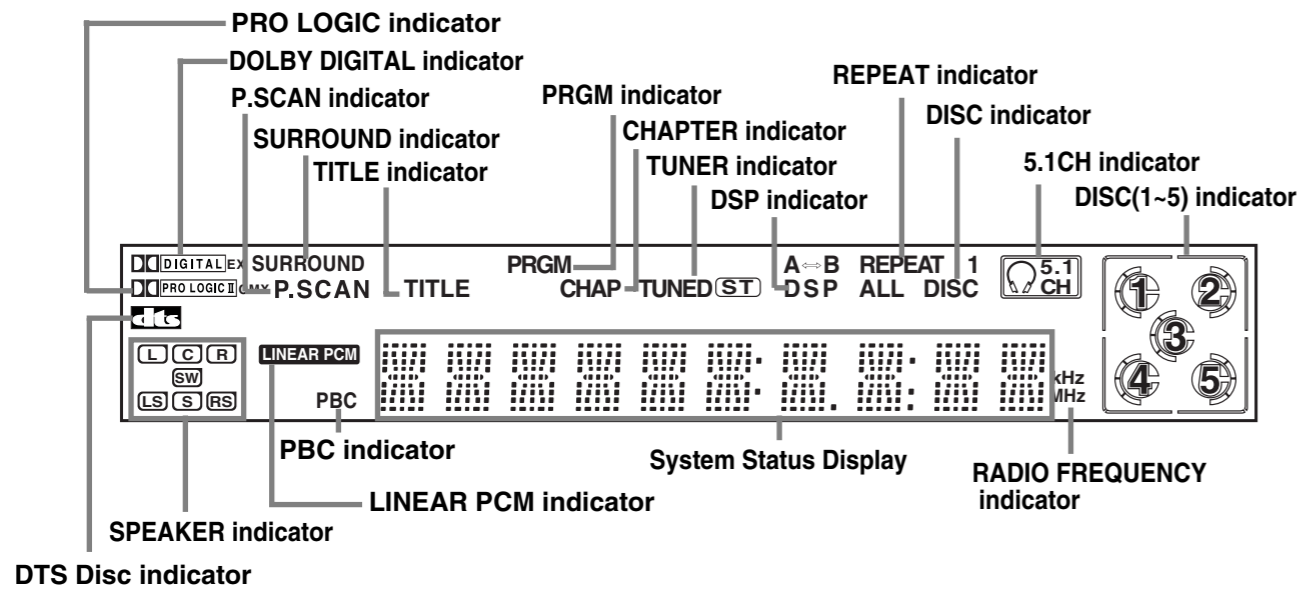 PRO LOGIC indicator
DOLBY DIGITAL indicator
P.SCAN indicator
SURROUND indicator
TITLE indicator
PRGM indicator
CHAPTER indicator
TUNER indicator
DSP indicator
REPEAT indicator
DISC indicator
5.1CH indicator
DISC(1~5) indicator
DIGITAL EX SURROUND PRGM A⇔B REPEAT 1 5.1
PRO LOGIC II P.SCAN TITLE CHAP TUNED ST DSP ALL DISC CH
dts
1 2
3
4 5
L C R LINEAR PCM
SW
LS S RS PBC
kHz
MHz
PBC indicator
System Status Display
RADIO FREQUENCY
indicator
LINEAR PCM indicator
SPEAKER indicator
DTS Disc indicator